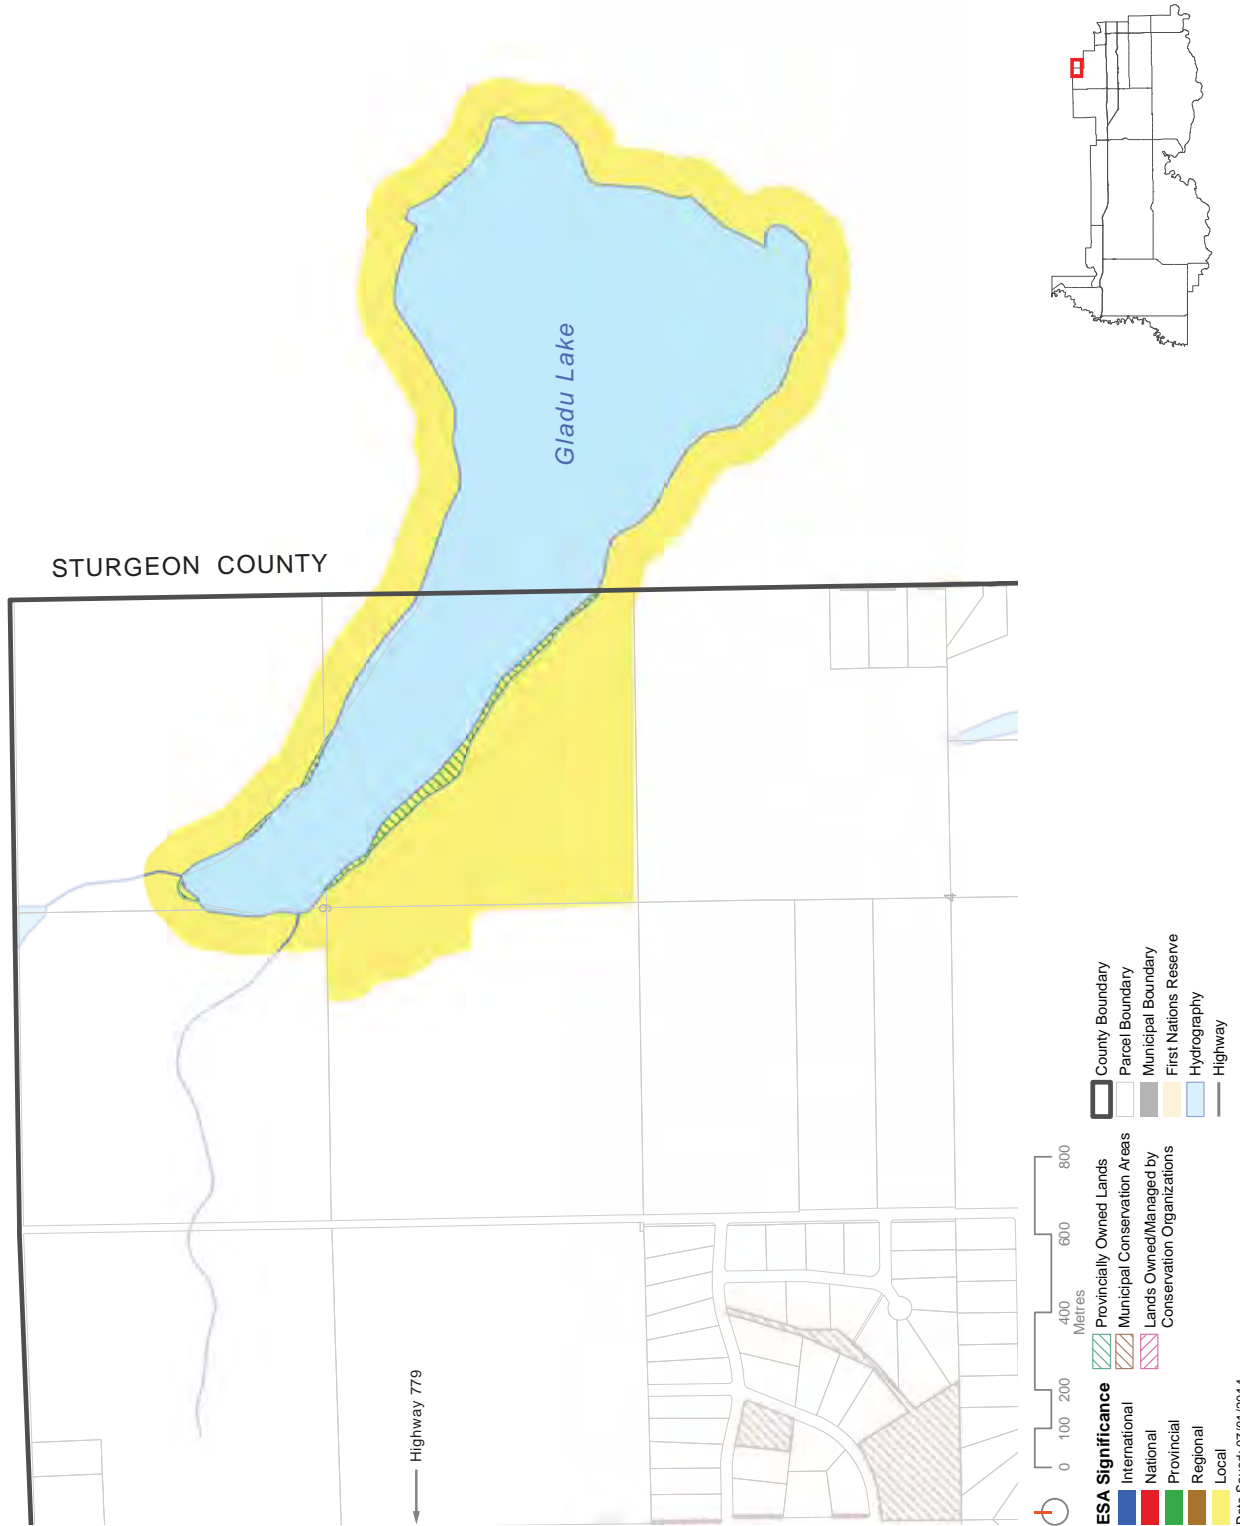 STURGEON COUNTY
Gladu Lake
9
4
Highway 779
0 100 200 400 600 800
Metres
ESA Significance
International
National
Provincial
Regional
Local
Provincially Owned Lands
Municipal Conservation Areas
Lands Owned/Managed by
Conservation Organizations
County Boundary
Parcel Boundary
Municipal Boundary
First Nations Reserve
Hydrography
Highway